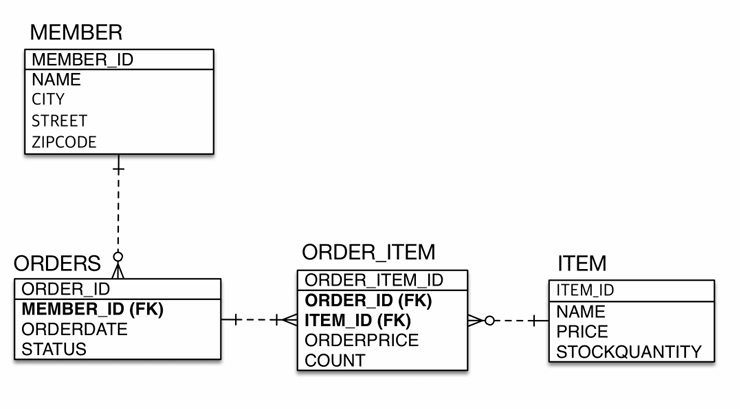 MEMBER
MEMBER_ID
NAME
CITY
STREET
ZIPCODE
ORDERS
ORDER_ID
MEMBER_ID (FK)
ORDERDATE
STATUS
ORDER_ITEM
ORDER_ITEM_ID
ORDER_ID (FK)
ITEM_ID (FK)
ORDERPRICE
COUNT
ITEM
ITEM_ID
NAME
PRICE
STOCKQUANTITY